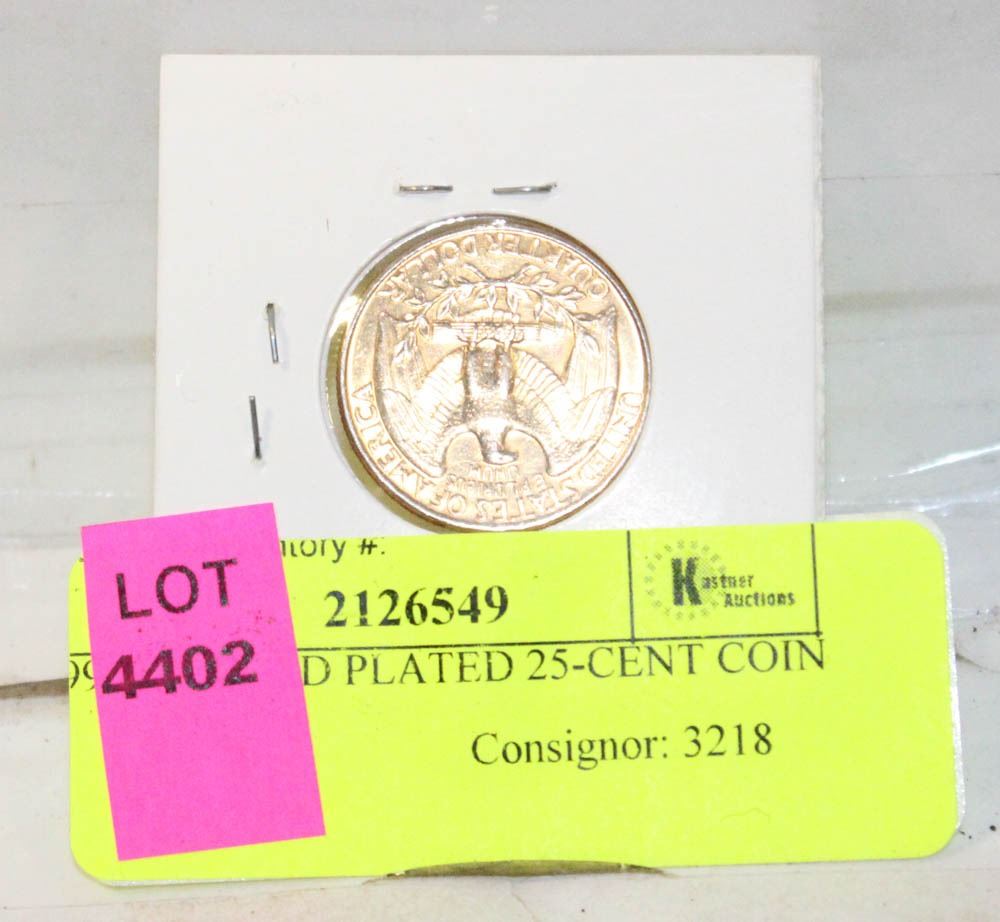 QUARTER DOLLAR
UNITED STATES OF AMERICA
E PLURIBUS
UNUM
LOT
4402
ntory #:
2126549
Kastner
Auctions
D PLATED 25-CENT COIN
Consignor: 3218